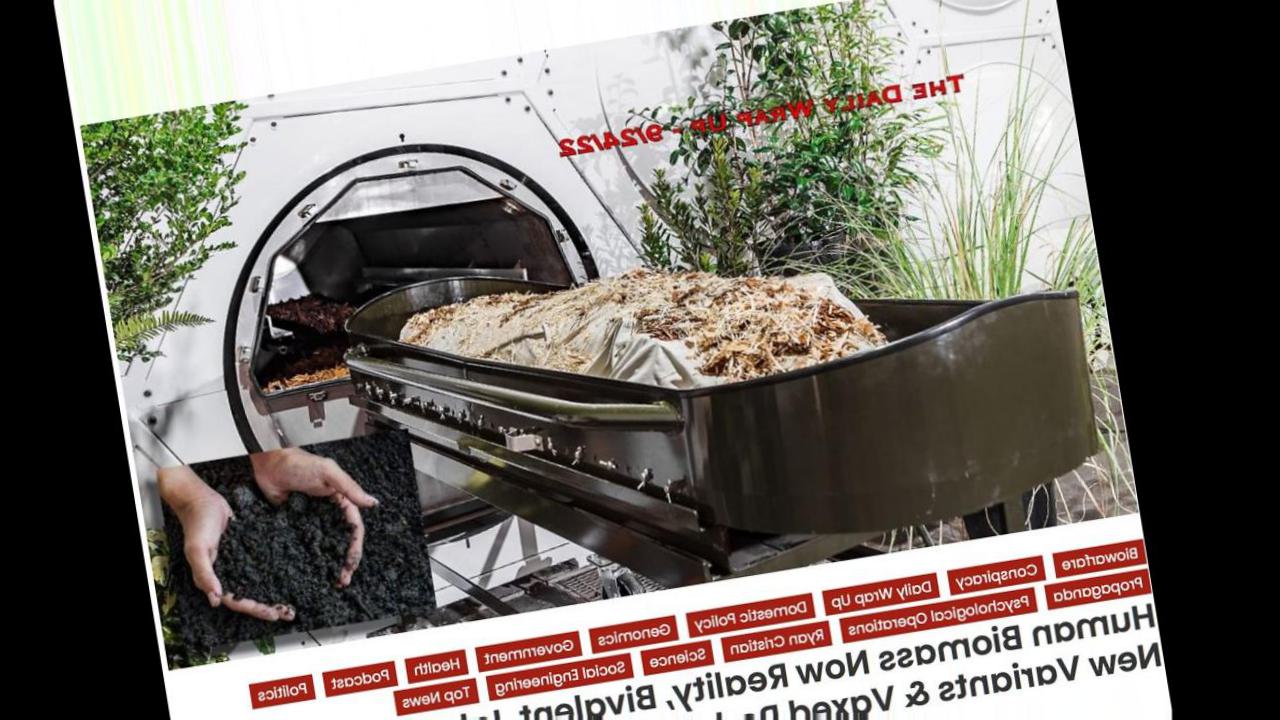 THE DAILY WRAP UP - 9/24/22
Biowarfare Conspiracy Daily Wrap Up Domestic Policy Genomics Government Health Podcast Politics
Propaganda Psychological Operations Ryan Cristian Science Social Engineering Top News
Human Biomass Now Reality, Bivalent
New Variants & Vaxed